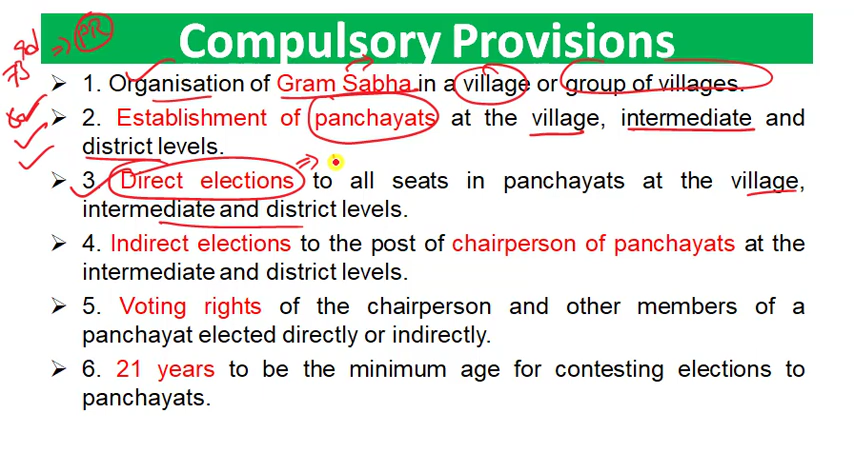 Compulsory Provisions
PR
➢ 1. Organisation of Gram Sabha in a village or group of villages.
➢ 2. Establishment of panchayats at the village, intermediate and
district levels.
➢ 3. Direct elections to all seats in panchayats at the village,
intermediate and district levels.
➢ 4. Indirect elections to the post of chairperson of panchayats at the
intermediate and district levels.
➢ 5. Voting rights of the chairperson and other members of a
panchayat elected directly or indirectly.
➢ 6. 21 years to be the minimum age for contesting elections to
panchayats.